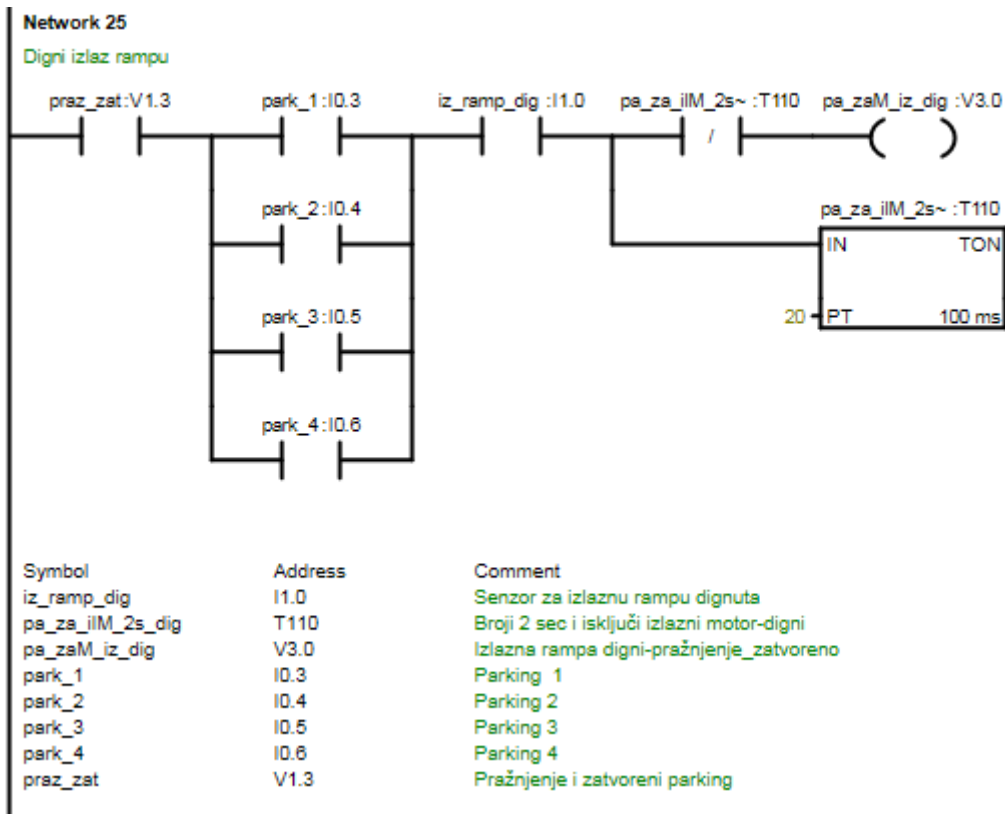 Network 25
Digni izlaz rampu
praz_zat:V1.3 park_1:I0.3 iz_ramp_dig :I1.0 pa_za_ilM_2s~ :T110 pa_zaM_iz_dig :V3.0
/
park_2:I0.4 pa_za_ilM_2s~ :T110
IN TON
park_3:I0.5 20 PT 100 ms
park_4:I0.6
Symbol Address Comment
iz_ramp_dig I1.0 Senzor za izlaznu rampu dignuta
pa_za_ilM_2s_dig T110 Broji 2 sec i isključi izlazni motor-digni
pa_zaM_iz_dig V3.0 Izlazna rampa digni-pražnjenje_zatvoreno
park_1 I0.3 Parking 1
park_2 I0.4 Parking 2
park_3 I0.5 Parking 3
park_4 I0.6 Parking 4
praz_zat V1.3 Pražnjenje i zatvoreni parking